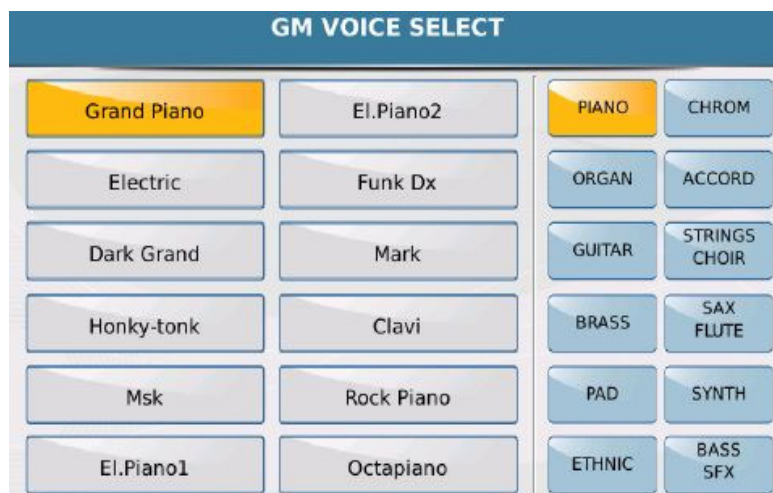 GM VOICE SELECT
Grand Piano
El.Piano2
PIANO
CHROM
Electric
Funk Dx
ORGAN
ACCORD
Dark Grand
Mark
GUITAR
STRINGS
CHOIR
Honky-tonk
Clavi
BRASS
SAX
FLUTE
Msk
Rock Piano
PAD
SYNTH
El.Piano1
Octapiano
ETHNIC
BASS
SFX